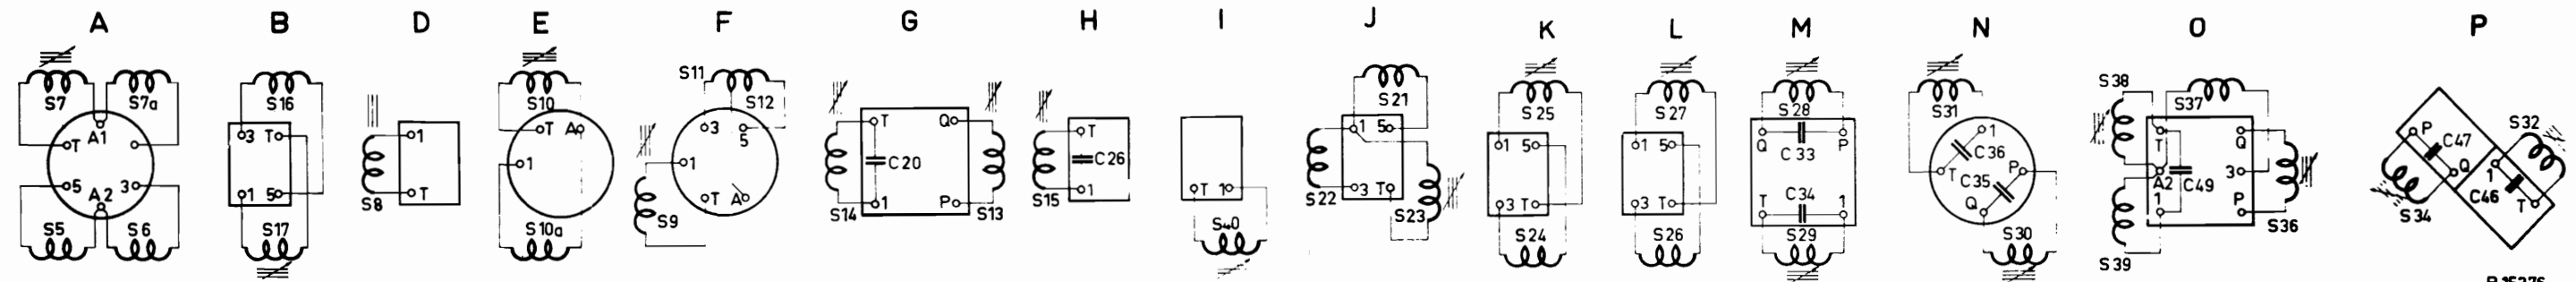 A B D E F G H I J K L M N O P
S7 S7a
A1
T
5 A2 3
S5 S6
S16
3 T
1 5
S17
1
T
S8
S10
T A
1
S10a
S11
S12
3 5
1
T A
S9
T Q
C20
1 P
S14 S13
T
C26
1
S15
T 1
S40
S21
1 5
3 T
S22 S23
S25
1 5
3 T
S24
S27
1 5
3 T
S26
S28
Q P
C33
C34
T 1
S29
S31
1
C36
T P
C35
Q
S30
S38
S37
T Q
A2 C49 3
1 P
S36
S39
S32
P C47
Q 1
C46
T
S34